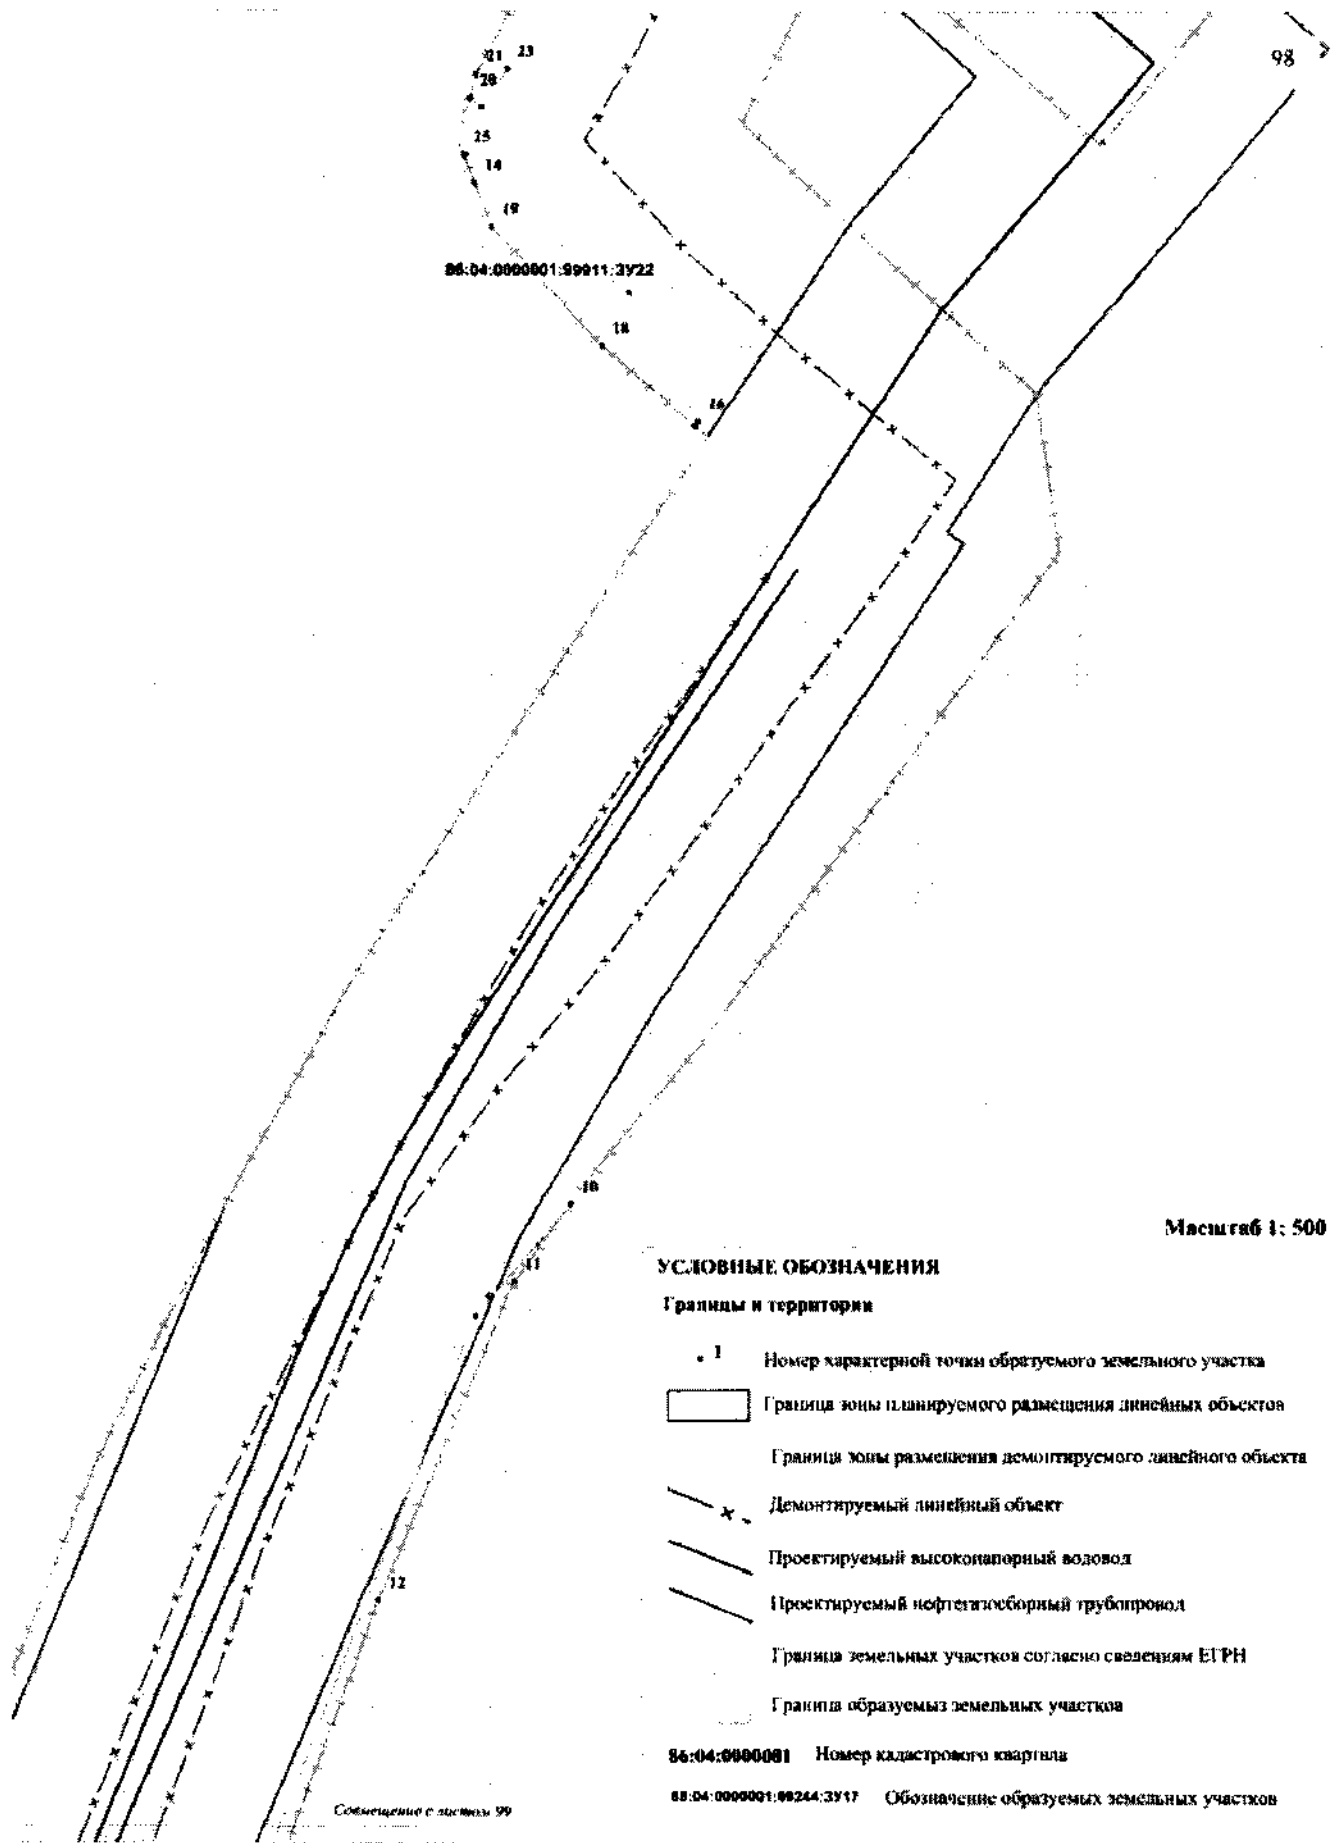 98
21
23
20
25
14
19
86:04:0000001:99911:ЗУ22
18
16
10
11
12
Масштаб 1: 500
УСЛОВНЫЕ ОБОЗНАЧЕНИЯ
Границы и территории
1 Номер характерной точки образуемого земельного участка
Граница зоны планируемого размещения линейных объектов
Граница зоны размещения демонтируемого линейного объекта
Демонтируемый линейный объект
Проектируемый высоконапорный водовод
Проектируемый нефтегазосборный трубопровод
Граница земельных участков согласно сведениям ЕГРН
Граница образуемыз земельных участков
86:04:0000001 Номер кадастрового квартала
:ЗУ17 Обозначение образуемых земельных участков
Совмещение с листом 99